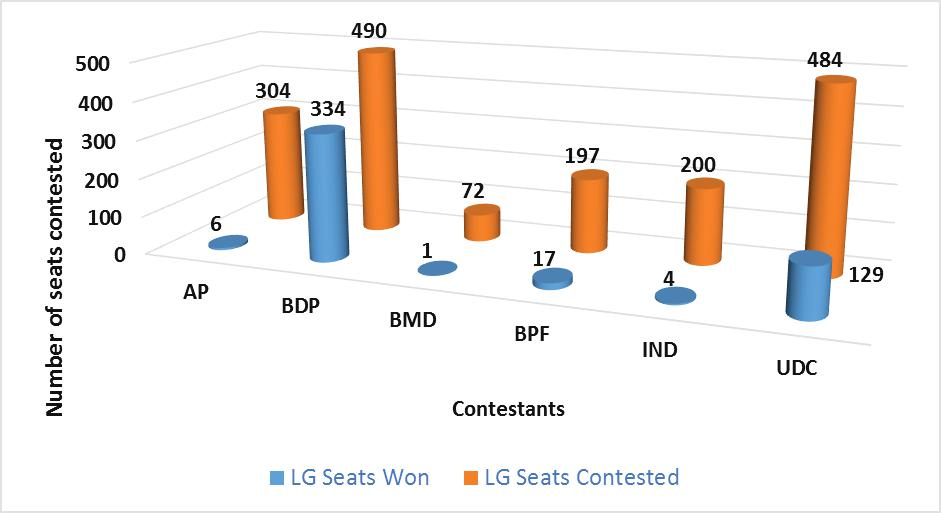 Number of seats contested
500
400
300
200
100
0
304
334
490
6
72
1
197
17
200
4
484
129
AP
BDP
BMD
BPF
IND
UDC
Contestants
LG Seats Won LG Seats Contested